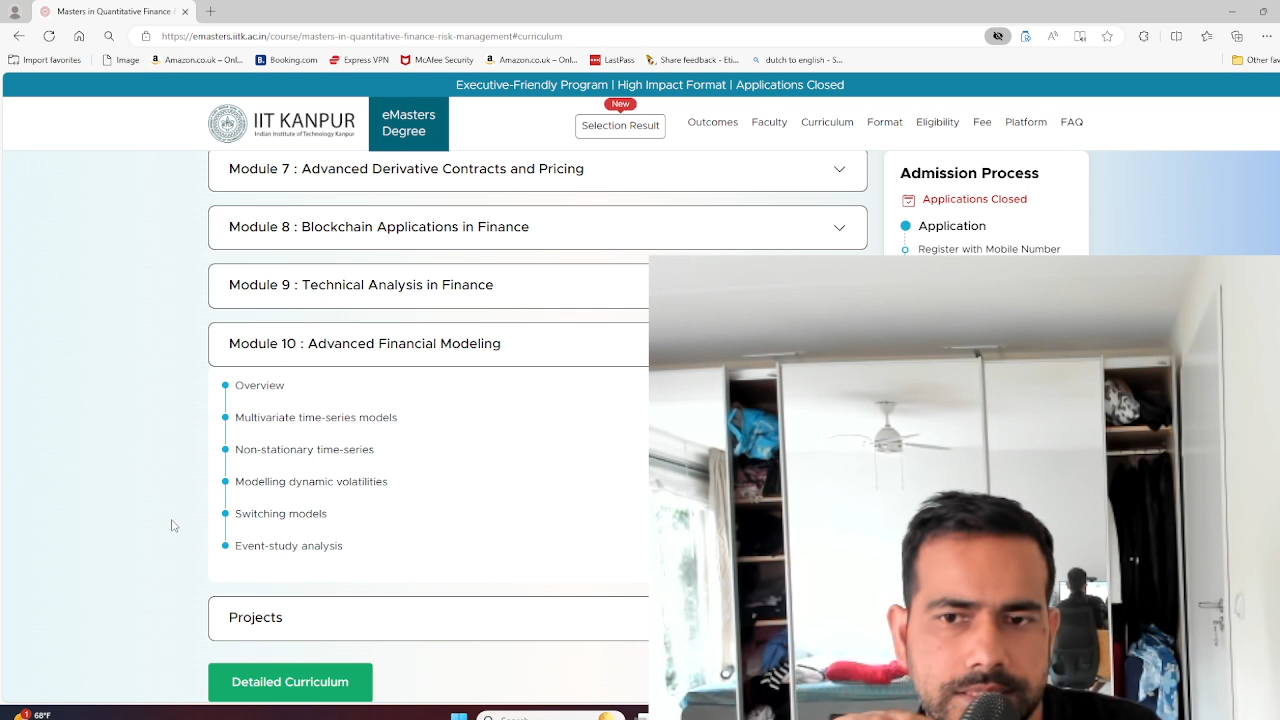 Masters in Quantitative Finance
https://emasters.iitk.ac.in/course/masters-in-quantitative-finance-risk-management#curriculum
Import favorites Image Amazon.co.uk – Onl... Booking.com Express VPN McAfee Security Amazon.co.uk – Onl... LastPass Share feedback - Eti... dutch to english - S... Other fav
Executive-Friendly Program | High Impact Format | Applications Closed
IIT KANPUR
Indian Institute of Technology Kanpur
eMasters
Degree
New
Selection Result
Outcomes Faculty Curriculum Format Eligibility Fee Platform FAQ
Module 7 : Advanced Derivative Contracts and Pricing
Module 8 : Blockchain Applications in Finance
Module 9 : Technical Analysis in Finance
Module 10 : Advanced Financial Modeling
Overview
Multivariate time-series models
Non-stationary time-series
Modelling dynamic volatilities
Switching models
Event-study analysis
Projects
Detailed Curriculum
Admission Process
Applications Closed
Application
Register with Mobile Number
1
68°F
Search